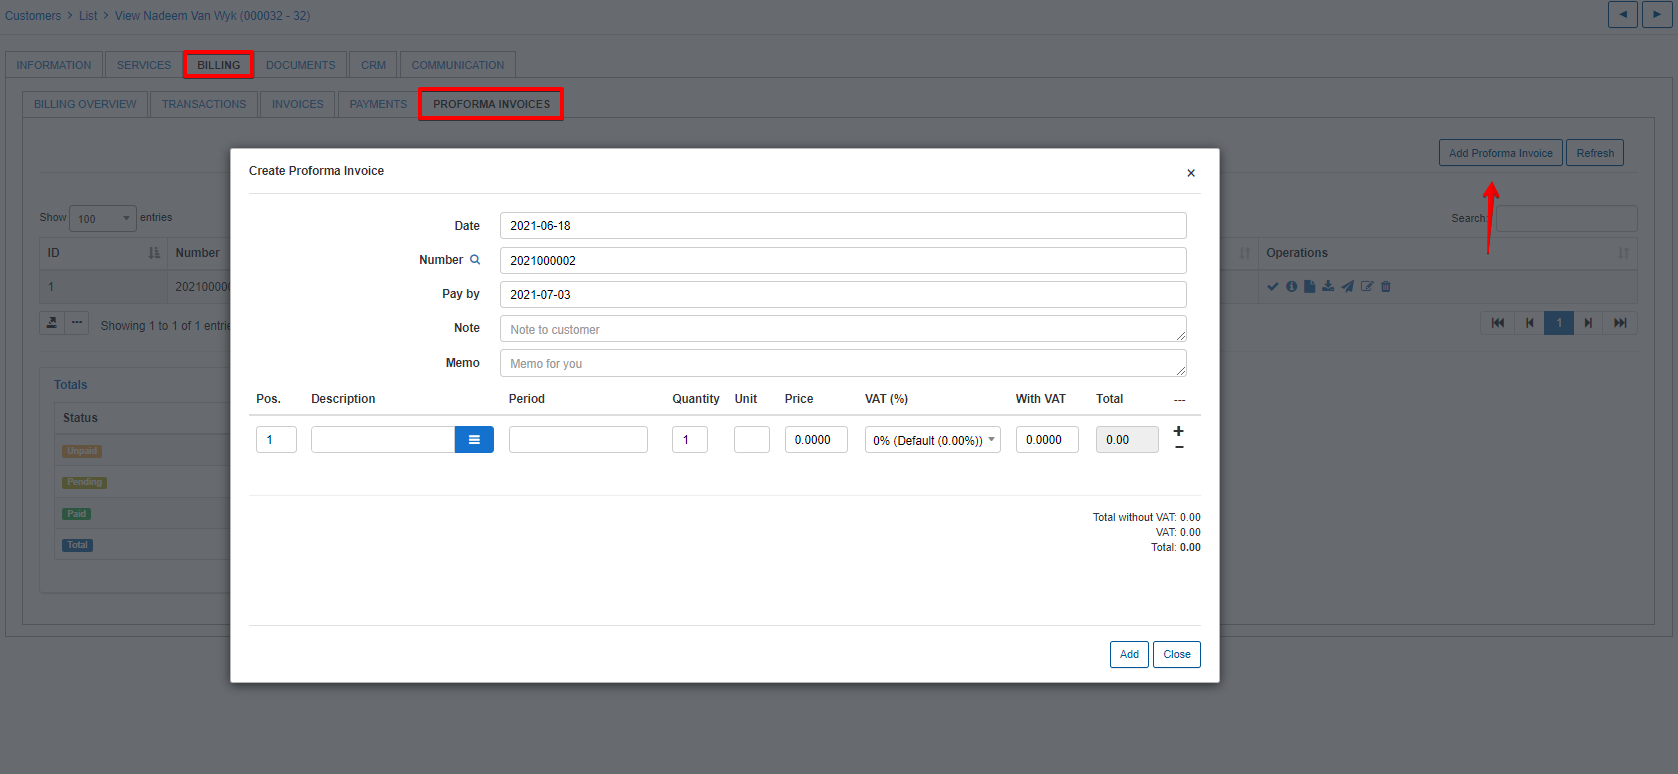 Customers > List > View Nadeem Van Wyk (000032 - 32)
INFORMATION SERVICES BILLING DOCUMENTS CRM COMMUNICATION
BILLING OVERVIEW TRANSACTIONS INVOICES PAYMENTS PROFORMA INVOICES
Add Proforma Invoice Refresh
Create Proforma Invoice ×
Show 100 entries
Search:
ID Number
Operations
1 202100000
Showing 1 to 1 of 1 entrie
1
Totals
Status
Unpaid
Pending
Paid
Total
Date 2021-06-18
Number 2021000002
Pay by 2021-07-03
Note Note to customer
Memo Memo for you
Pos. Description Period Quantity Unit Price VAT (%) With VAT Total ---
1 1 0.0000 0% (Default (0.00%)) 0.0000 0.00 +
−
Total without VAT: 0.00
VAT: 0.00
Total: 0.00
Add Close